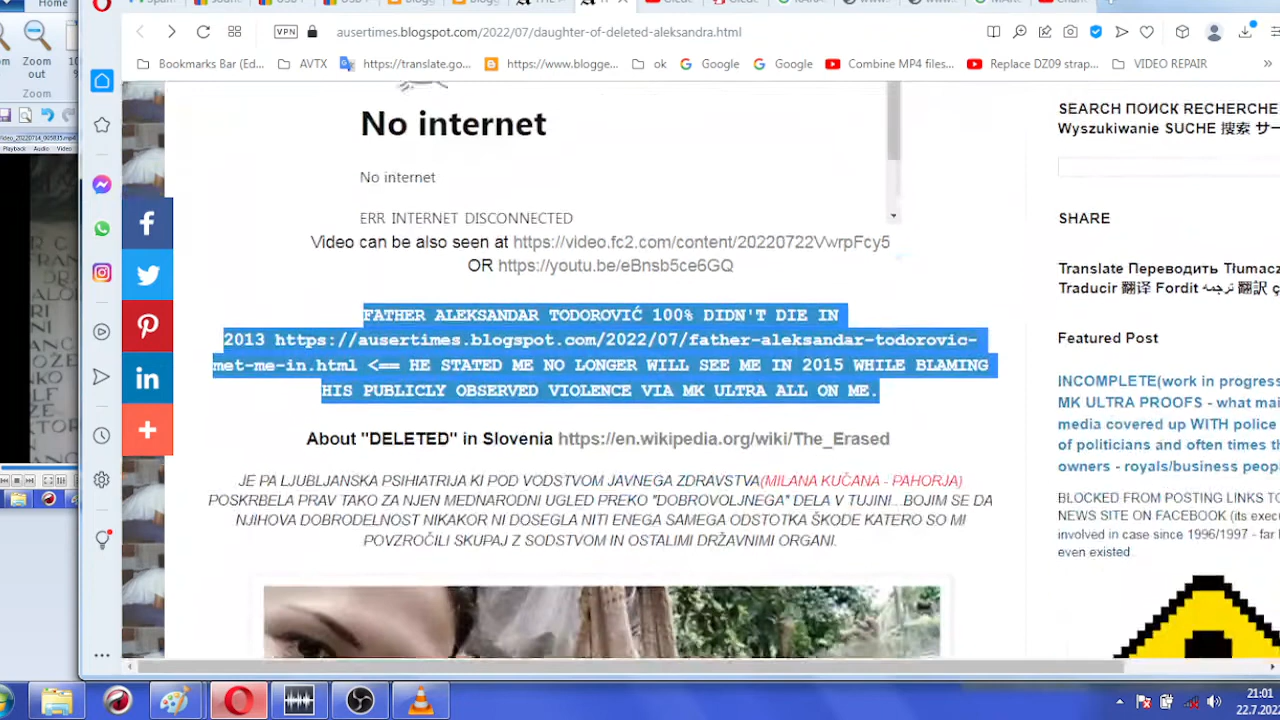 Home
Zoom
out
Zoom
Playback Audio Video
VPN
ausertimes.blogspot.com/2022/07/daughter-of-deleted-aleksandra.html
Bookmarks Bar (Ed...
AVTX
https://translate.go...
https://www.blogge...
ok
Google
Google
Combine MP4 files...
Replace DZ09 strap...
VIDEO REPAIR
»
No internet
No internet
ERR INTERNET DISCONNECTED
Video can be also seen at https://video.fc2.com/content/20220722VwrpFcy5
OR https://youtu.be/eBnsb5ce6GQ
FATHER ALEKSANDAR TODOROVIĆ 100% DIDN'T DIE IN
2013 https://ausertimes.blogspot.com/2022/07/father-aleksandar-todorovic-
met-me-in.html <== HE STATED ME NO LONGER WILL SEE ME IN 2015 WHILE BLAMING
HIS PUBLICLY OBSERVED VIOLENCE VIA MK ULTRA ALL ON ME.
About "DELETED" in Slovenia https://en.wikipedia.org/wiki/The_Erased
JE PA LJUBLJANSKA PSIHIATRIJA KI POD VODSTVOM JAVNEGA ZDRAVSTVA(MILANA KUČANA - PAHORJA)
POSKRBELA PRAV TAKO ZA NJEN MEDNARODNI UGLED PREKO "DOBROVOLJNEGA" DELA V TUJINI...BOJIM SE DA
NJIHOVA DOBRODELNOST NIKAKOR NI DOSEGLA NITI ENEGA SAMEGA ODSTOTKA ŠKODE KATERO SO MI
POVZROČILI SKUPAJ Z SODSTVOM IN OSTALIMI DRŽAVNIMI ORGANI.
SEARCH ПОИСК RECHERCHE
Wyszukiwanie SUCHE 搜索 サー
SHARE
Translate Переводить Tłumacz
Traducir 翻译 Fordit ترجمه 翻訳
Featured Post
INCOMPLETE(work in progress
MK ULTRA PROOFS - what mai
media covered up WITH police
of politicians and often times th
owners - royals/business peop
BLOCKED FROM POSTING LINKS TO
NEWS SITE ON FACEBOOK (its exec
involved in case since 1996/1997 - far
even existed.
21:01
22.7.202